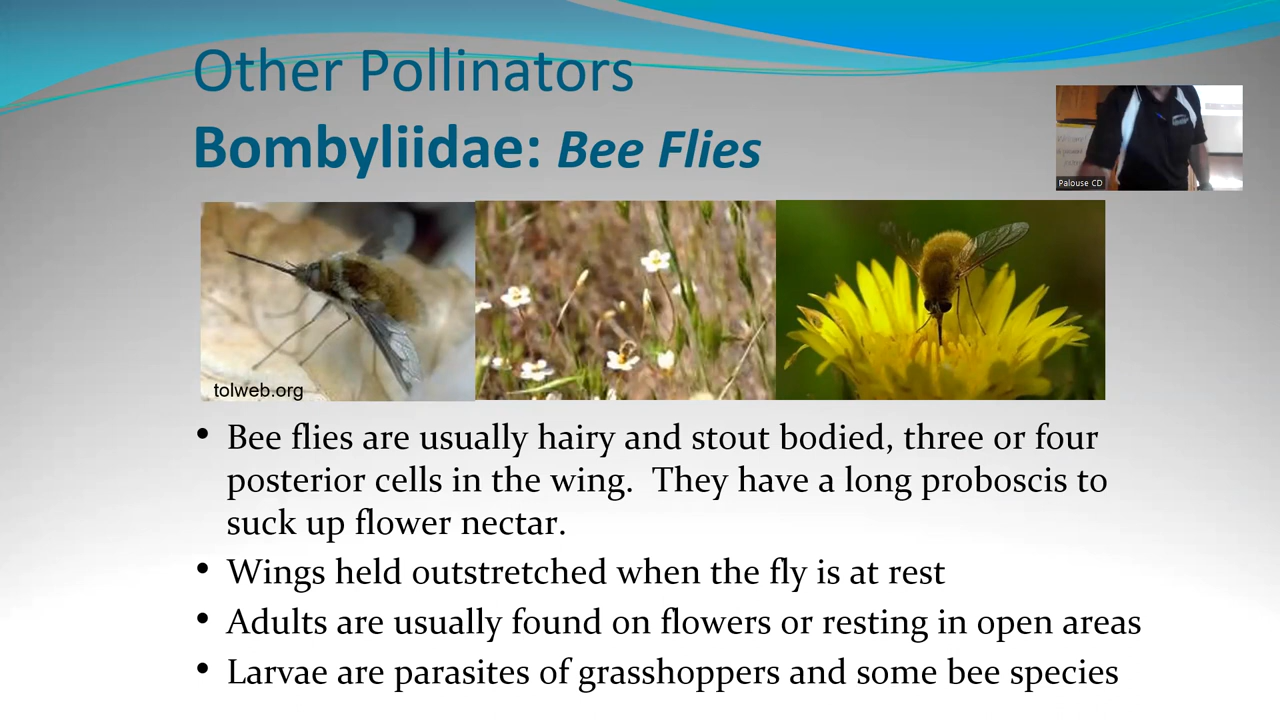 Other Pollinators
Bombyliidae: Bee Flies
Palouse CD
tolweb.org
• Bee flies are usually hairy and stout bodied, three or four
posterior cells in the wing.  They have a long proboscis to
suck up flower nectar.
• Wings held outstretched when the fly is at rest
• Adults are usually found on flowers or resting in open areas
• Larvae are parasites of grasshoppers and some bee species